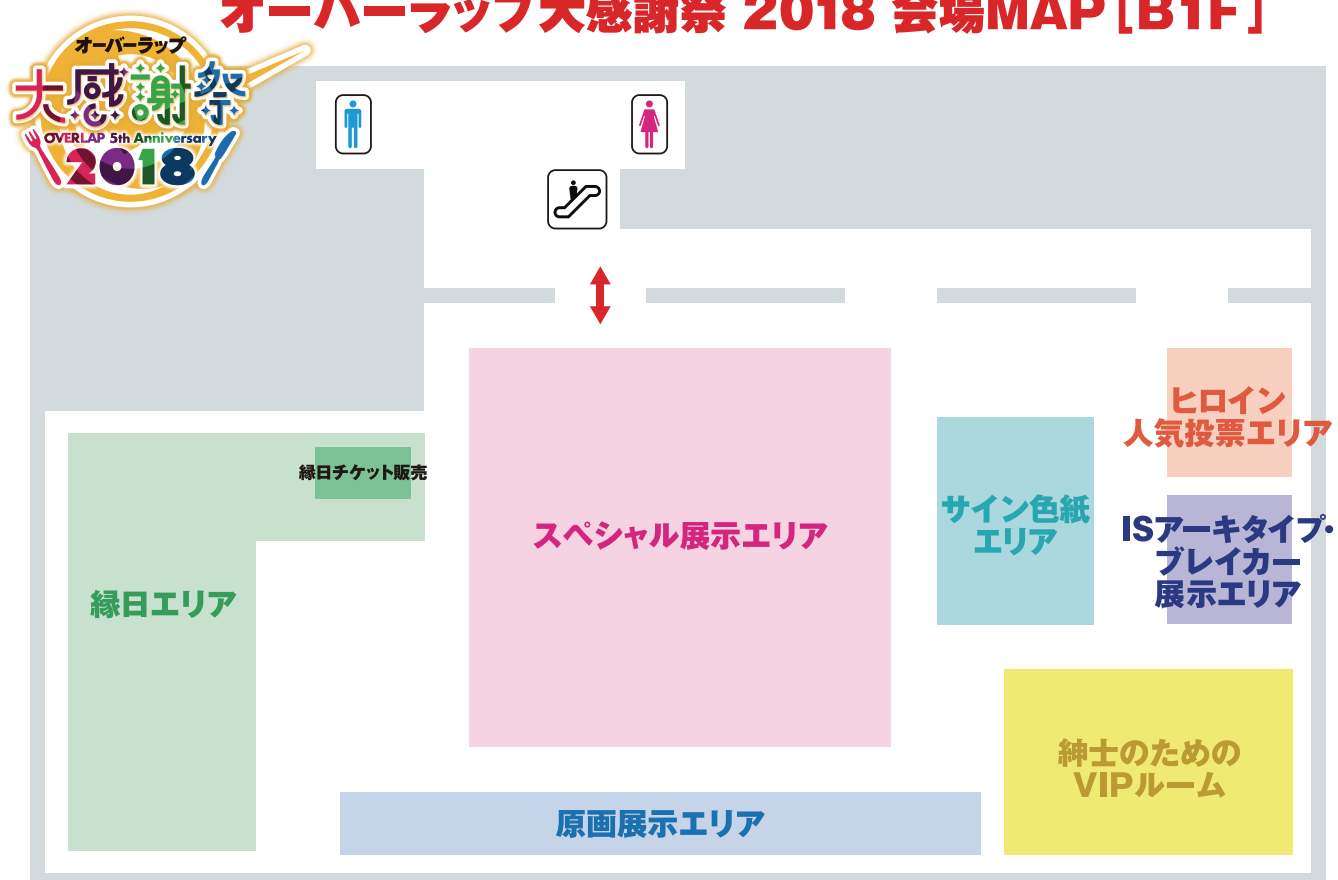 オーバーラップ大感謝祭 2018 会場MAP[B1F]
オーバーラップ
大感謝祭
OVERLAP 5th Anniversary
2018
縁日チケット販売
縁日エリア
スペシャル展示エリア
サイン色紙
エリア
ヒロイン
人気投票エリア
ISアーキタイプ・
ブレイカー
展示エリア
紳士のための
VIPルーム
原画展示エリア